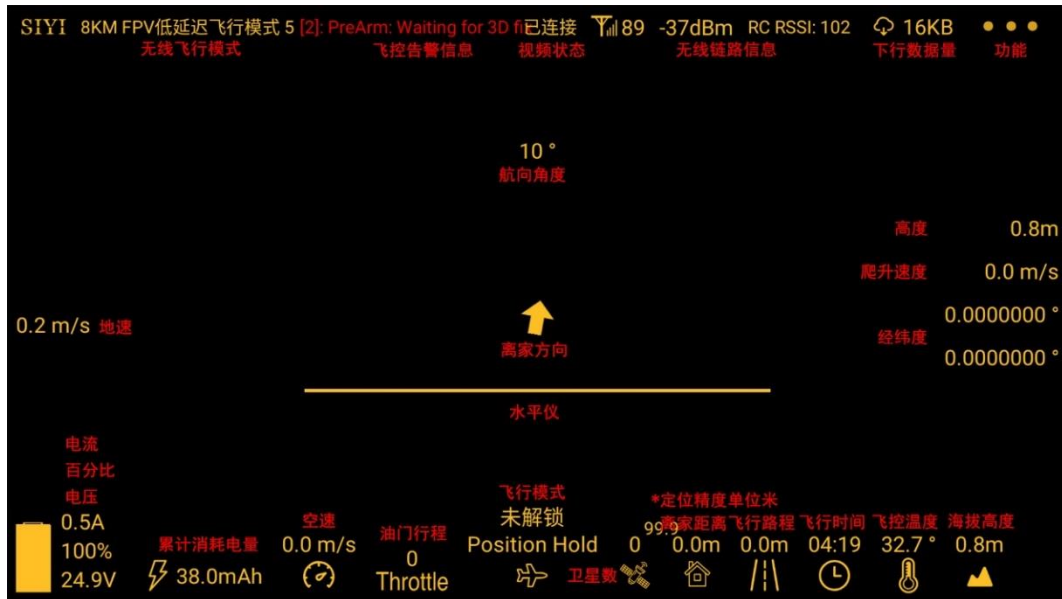 SIYI 8KM FPV低延迟飞行模式 5 [2]: PreArm: Waiting for 3D fix已连接 89 -37dBm RC RSSI: 102 16KB
无线飞行模式 飞控告警信息 视频状态 无线链路信息 下行数据量 功能
10 °
航向角度
高度 0.8m
爬升速度 0.0 m/s
0.2 m/s 地速
0.0000000 °
经纬度
0.0000000 °
离家方向
水平仪
电流
百分比
电压
0.5A
100%
24.9V
累计消耗电量
38.0mAh
空速
0.0 m/s
油门行程
0
Throttle
飞行模式
未解锁
Position Hold
*定位精度单位米
99.9
卫星数
0
离家距离 飞行路程 飞行时间 飞控温度 海拔高度
0.0m 0.0m 04:19 32.7 ° 0.8m